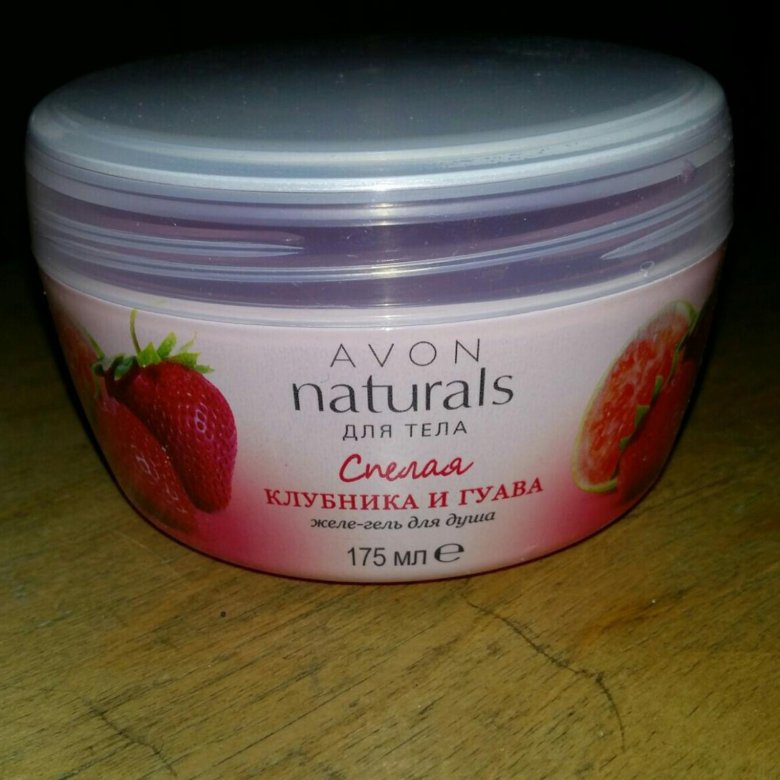 AVON
naturals
ДЛЯ ТЕЛА
Спелая
КЛУБНИКА И ГУАВА
желе-гель для душа
175 мл ℮